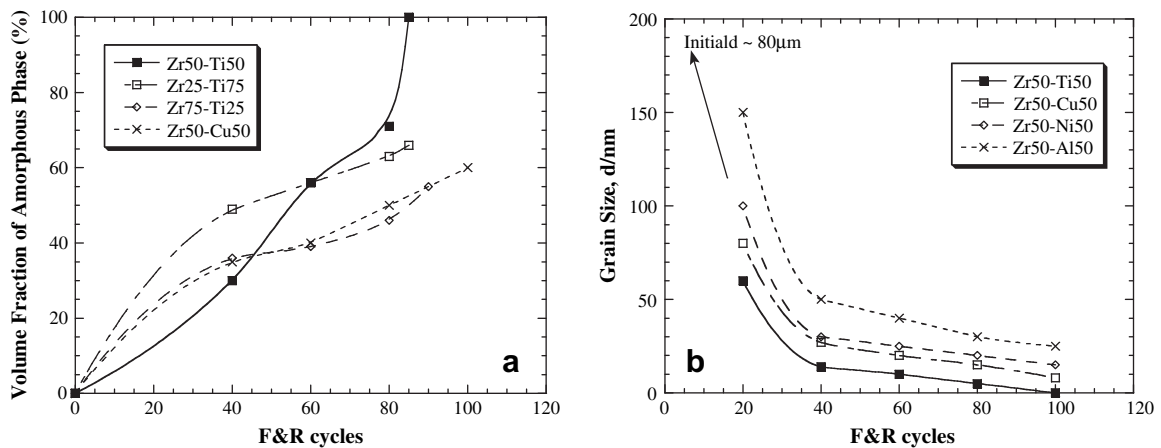 100
80
60
40
20
0
Volume Fraction of Amorphous Phase (%)
Zr50-Ti50
Zr25-Ti75
Zr75-Ti25
Zr50-Cu50
a
0 20 40 60 80 100 120
F&R cycles
200
150
100
50
0
Grain Size, d/nm
Initiald ~ 80μm
Zr50-Ti50
Zr50-Cu50
Zr50-Ni50
Zr50-Al50
b
0 20 40 60 80 100 120
F&R cycles